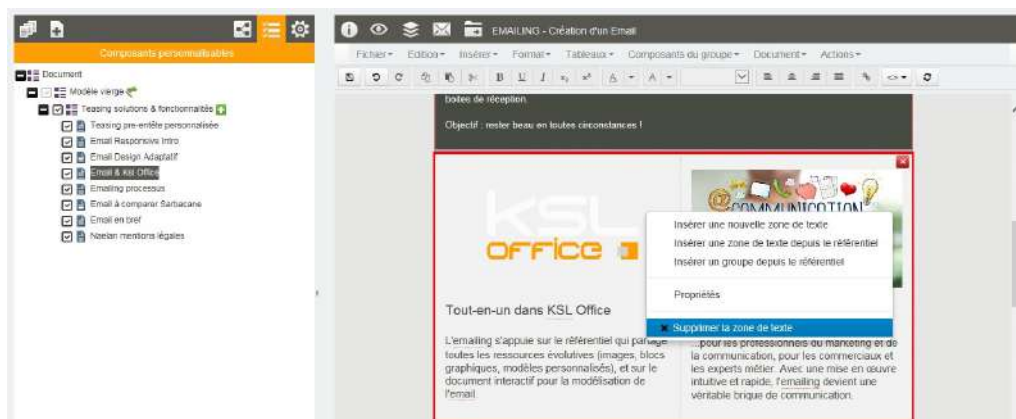 EMAILING - Création d'un Email
Composants personnalisables
Fichier Edition Insérer Format Tableaux Composants du groupe Document Actions
B U I
Document
Modèle vierge
Teasing solutions & fonctionnalités
Teasing pre-entête personnalisée
Email Responsive Intro
Email Design Adaptatif
Email & Ksl Office
Emailing processus
Email à comparer Sarbacane
Email en bref
Naelan mentions légales
boites de réception.
Objectif : rester beau en toutes circonstances !
KSL
OFFICE
COMMUNICATION
Insérer une nouvelle zone de texte
Insérer une zone de texte depuis le référentiel
Insérer un groupe depuis le référentiel
Propriétés
Supprimer la zone de texte
Tout-en-un dans KSL Office
L'emailing s'appuie sur le référentiel qui partage
toutes les ressources évolutives (images, blocs
graphiques, modèles personnalisés), et sur le
document interactif pour la modélisation de
l'email.
...pour les professionnels du marketing et de
la communication, pour les commerciaux et
les experts métier. Avec une mise en œuvre
intuitive et rapide, l'emailing devient une
véritable brique de communication.